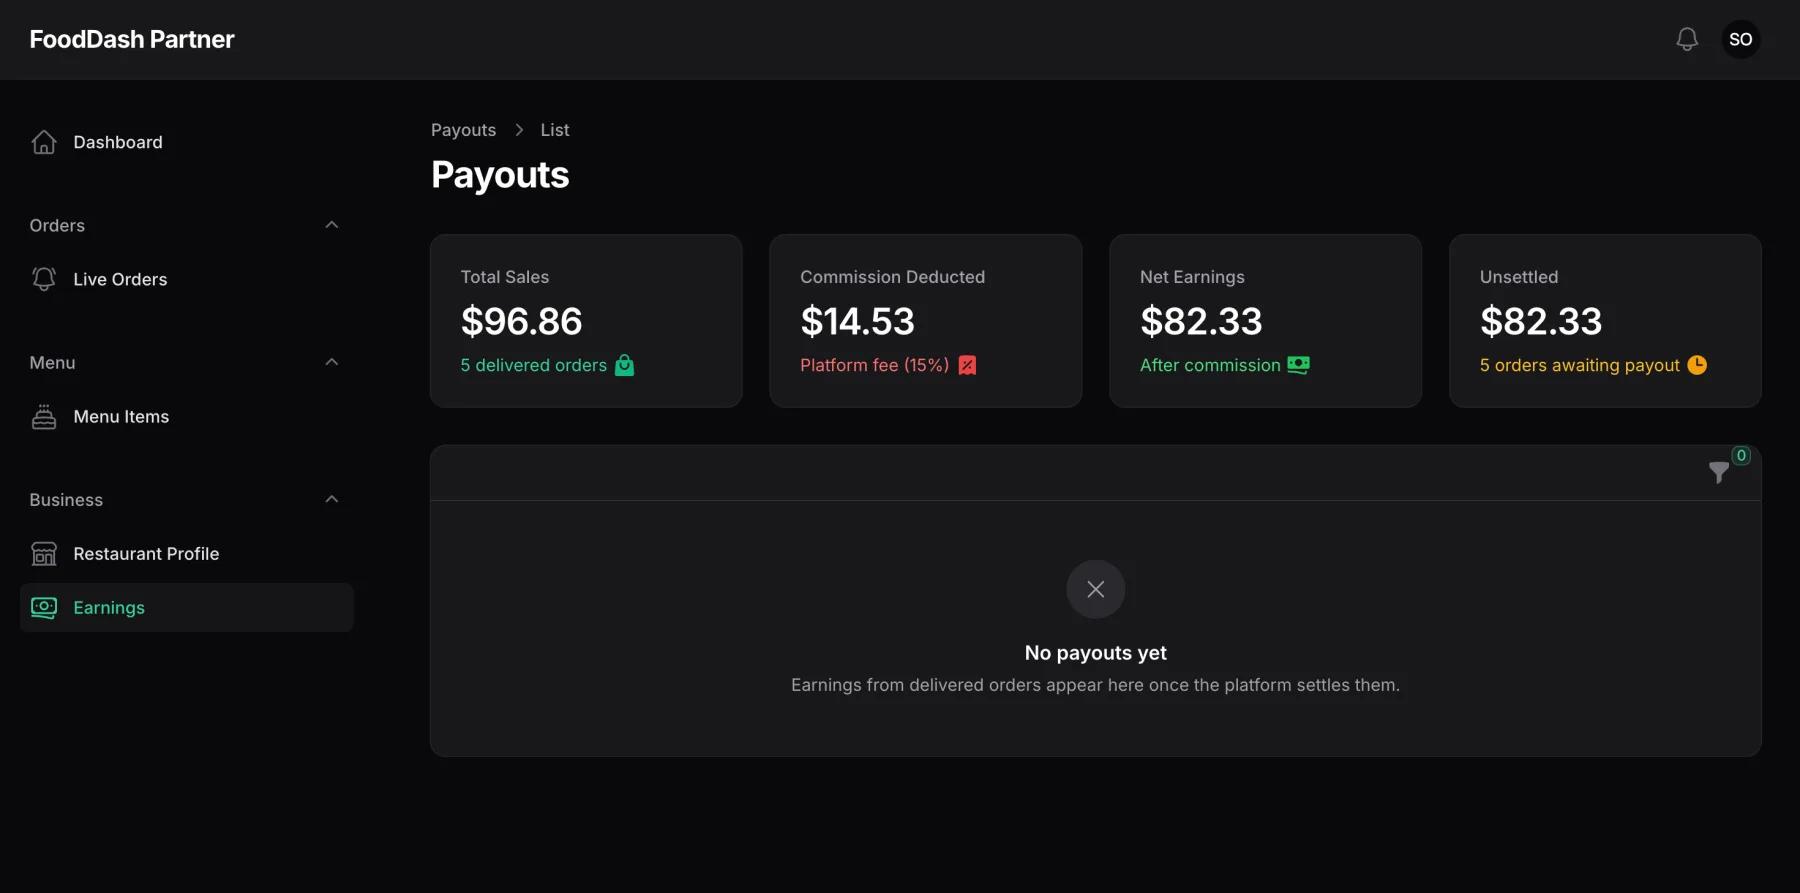 FoodDash Partner
SO
Dashboard
Orders
Live Orders
Menu
Menu Items
Business
Restaurant Profile
Earnings
Payouts > List
Payouts
Total Sales
$96.86
5 delivered orders
Commission Deducted
$14.53
Platform fee (15%)
Net Earnings
$82.33
After commission
Unsettled
$82.33
5 orders awaiting payout
0
No payouts yet
Earnings from delivered orders appear here once the platform settles them.